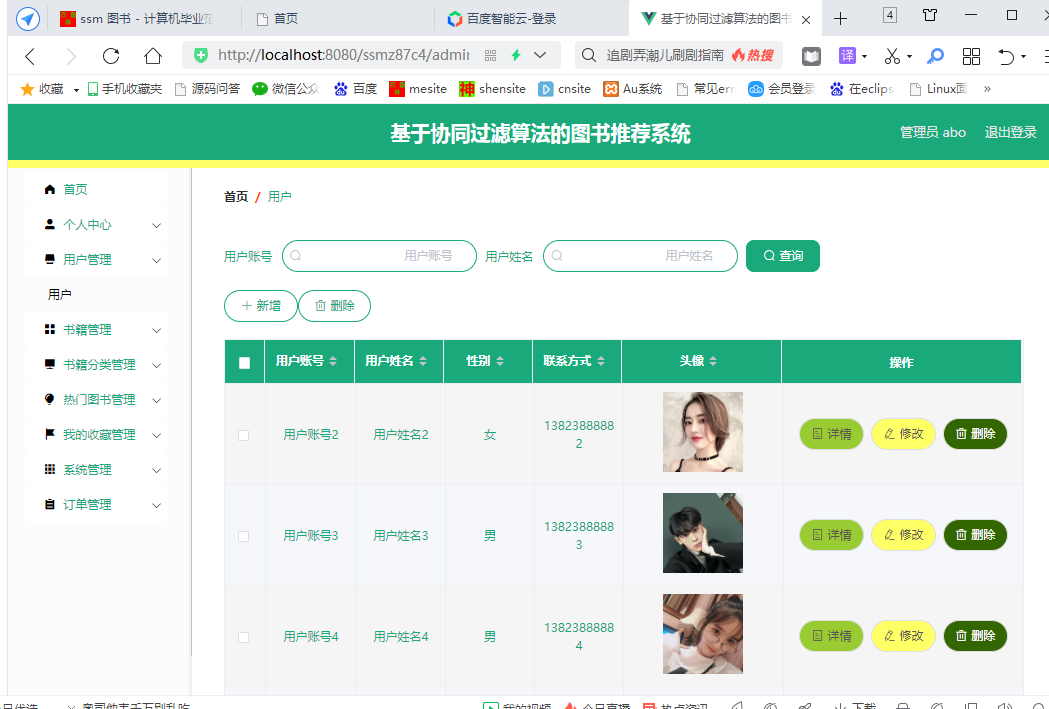 ssm 图书 - 计算机毕业范
首页
百度智能云-登录
基于协同过滤算法的图书
4
http://localhost:8080/ssmz87c4/admin
追剧弄潮儿刷剧指南
热搜
译
收藏
手机收藏夹
源码问答
微信公众
百度
mesite
神 shensite
cnsite
Au系统
常见err
会员登录
在eclips
Linux面
»
基于协同过滤算法的图书推荐系统
管理员 abo
退出登录
首页
个人中心
用户管理
用户
书籍管理
书籍分类管理
热门图书管理
我的收藏管理
系统管理
订单管理
首页 / 用户
用户账号 用户账号 用户姓名 用户姓名 查询
新增 删除
用户账号 用户姓名 性别 联系方式 头像 操作
用户账号2 用户姓名2 女 13823888882 详情 修改 删除
用户账号3 用户姓名3 男 13823888883 详情 修改 删除
用户账号4 用户姓名4 男 13823888884 详情 修改 删除
我的视频
今日直播
热点资讯
下载